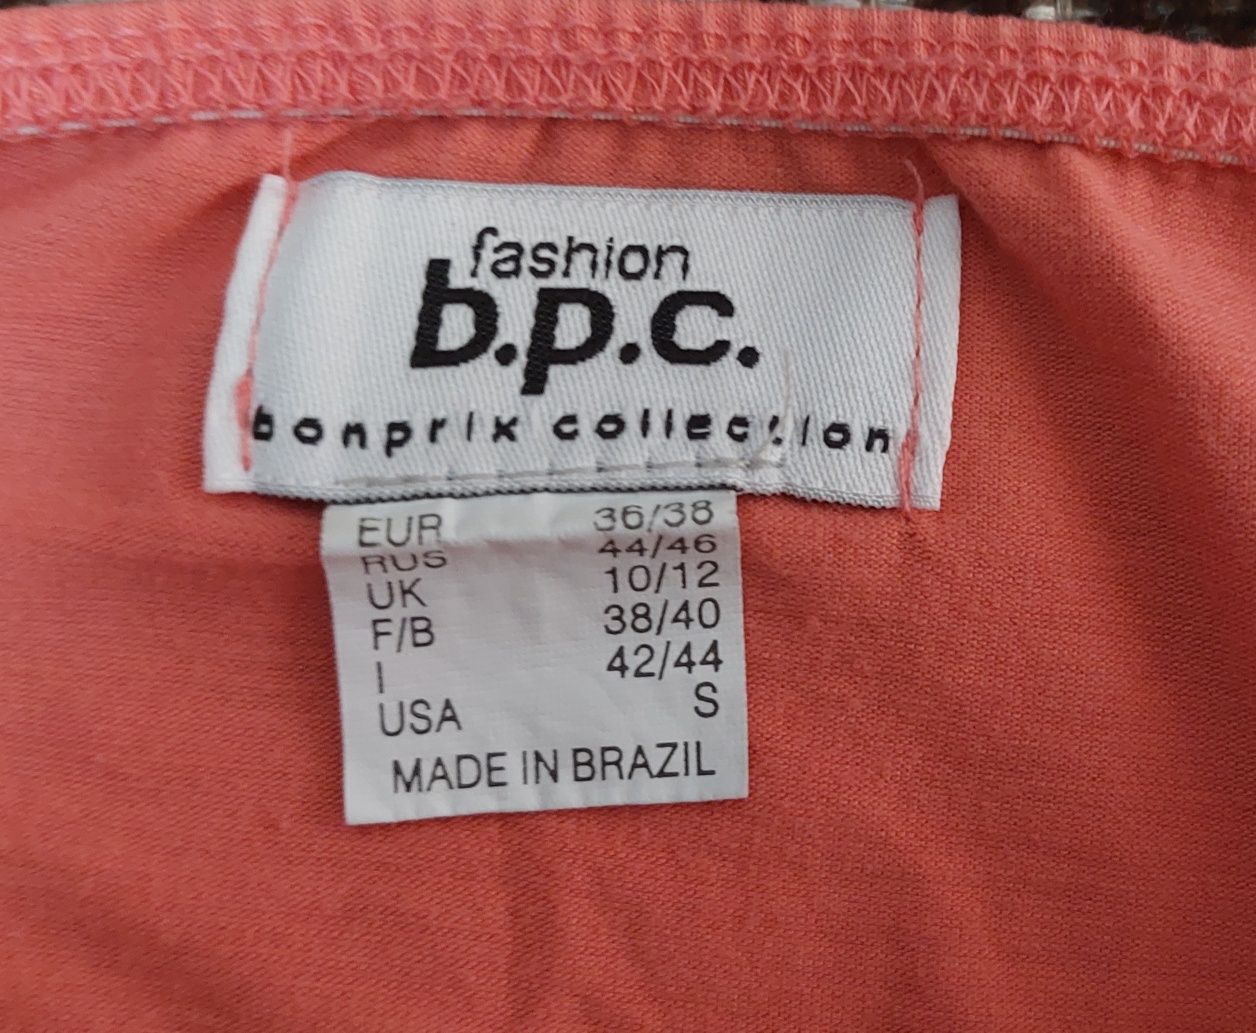 fashion
b.p.c.
bonprix collection
EUR 36/38
RUS 44/46
UK 10/12
F/B 38/40
I 42/44
USA S
MADE IN BRAZIL